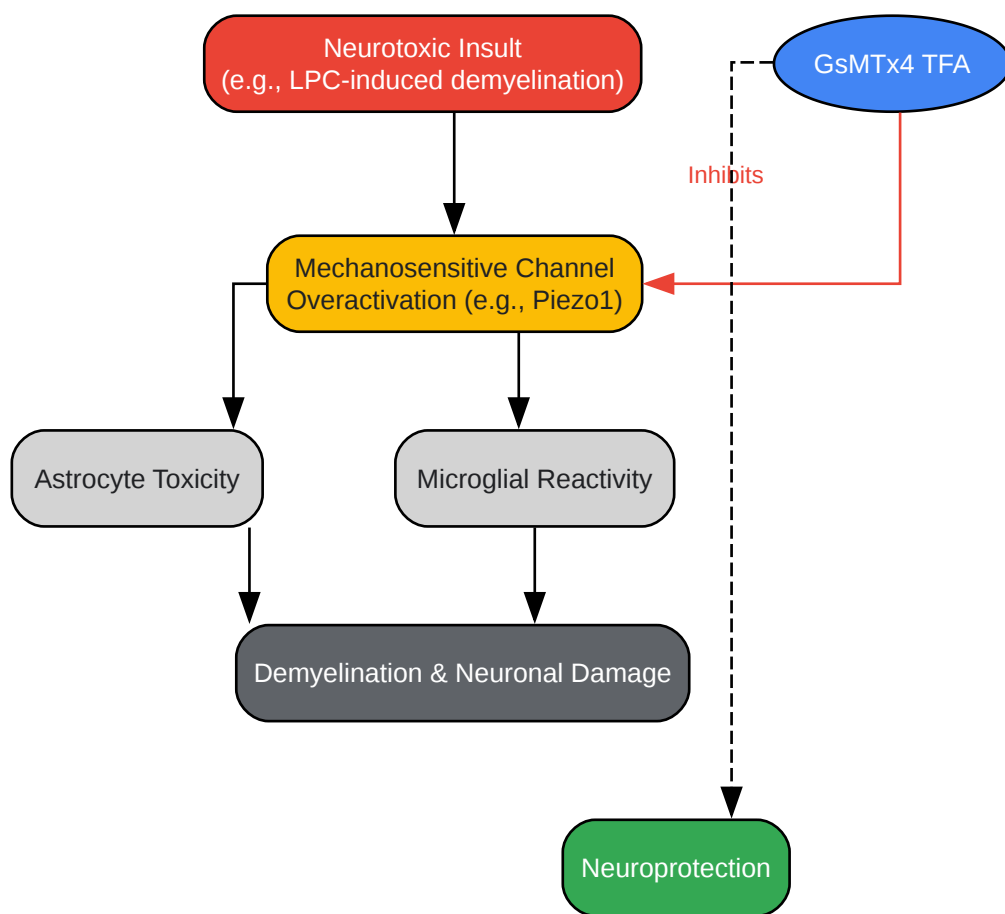 Neurotoxic Insult
(e.g., LPC-induced demyelination)
GsMTx4 TFA
Inhibits
Mechanosensitive Channel
Overactivation (e.g., Piezo1)
Astrocyte Toxicity
Microglial Reactivity
Demyelination & Neuronal Damage
Neuroprotection